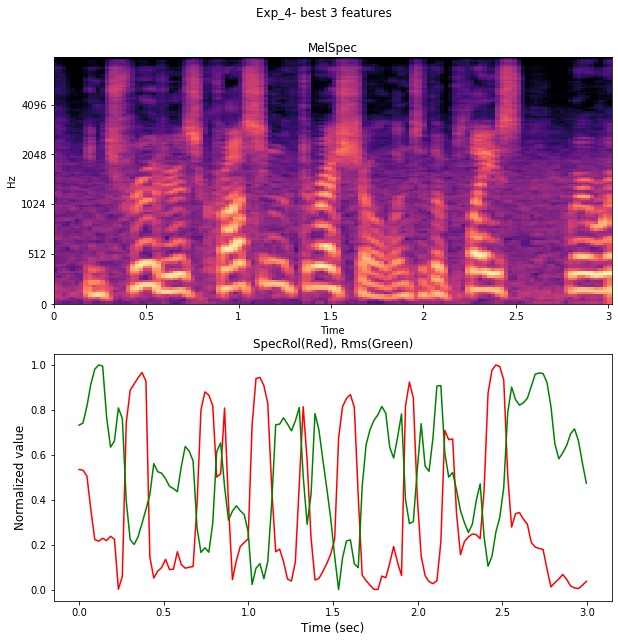 Exp_4- best 3 features
MelSpec
Hz
4096
2048
1024
512
0
0 0.5 1 1.5 2 2.5 3
Time
SpecRol(Red), Rms(Green)
Normalized value
1.0
0.8
0.6
0.4
0.2
0.0
0.0 0.5 1.0 1.5 2.0 2.5 3.0
Time (sec)